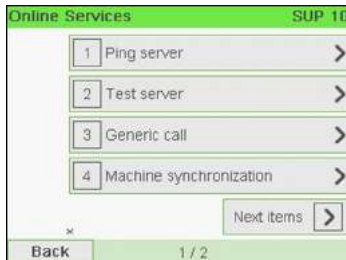 Online Services SUP 10
1 Ping server
2 Test server
3 Generic call
4 Machine synchronization
Next items
Back 1 / 2